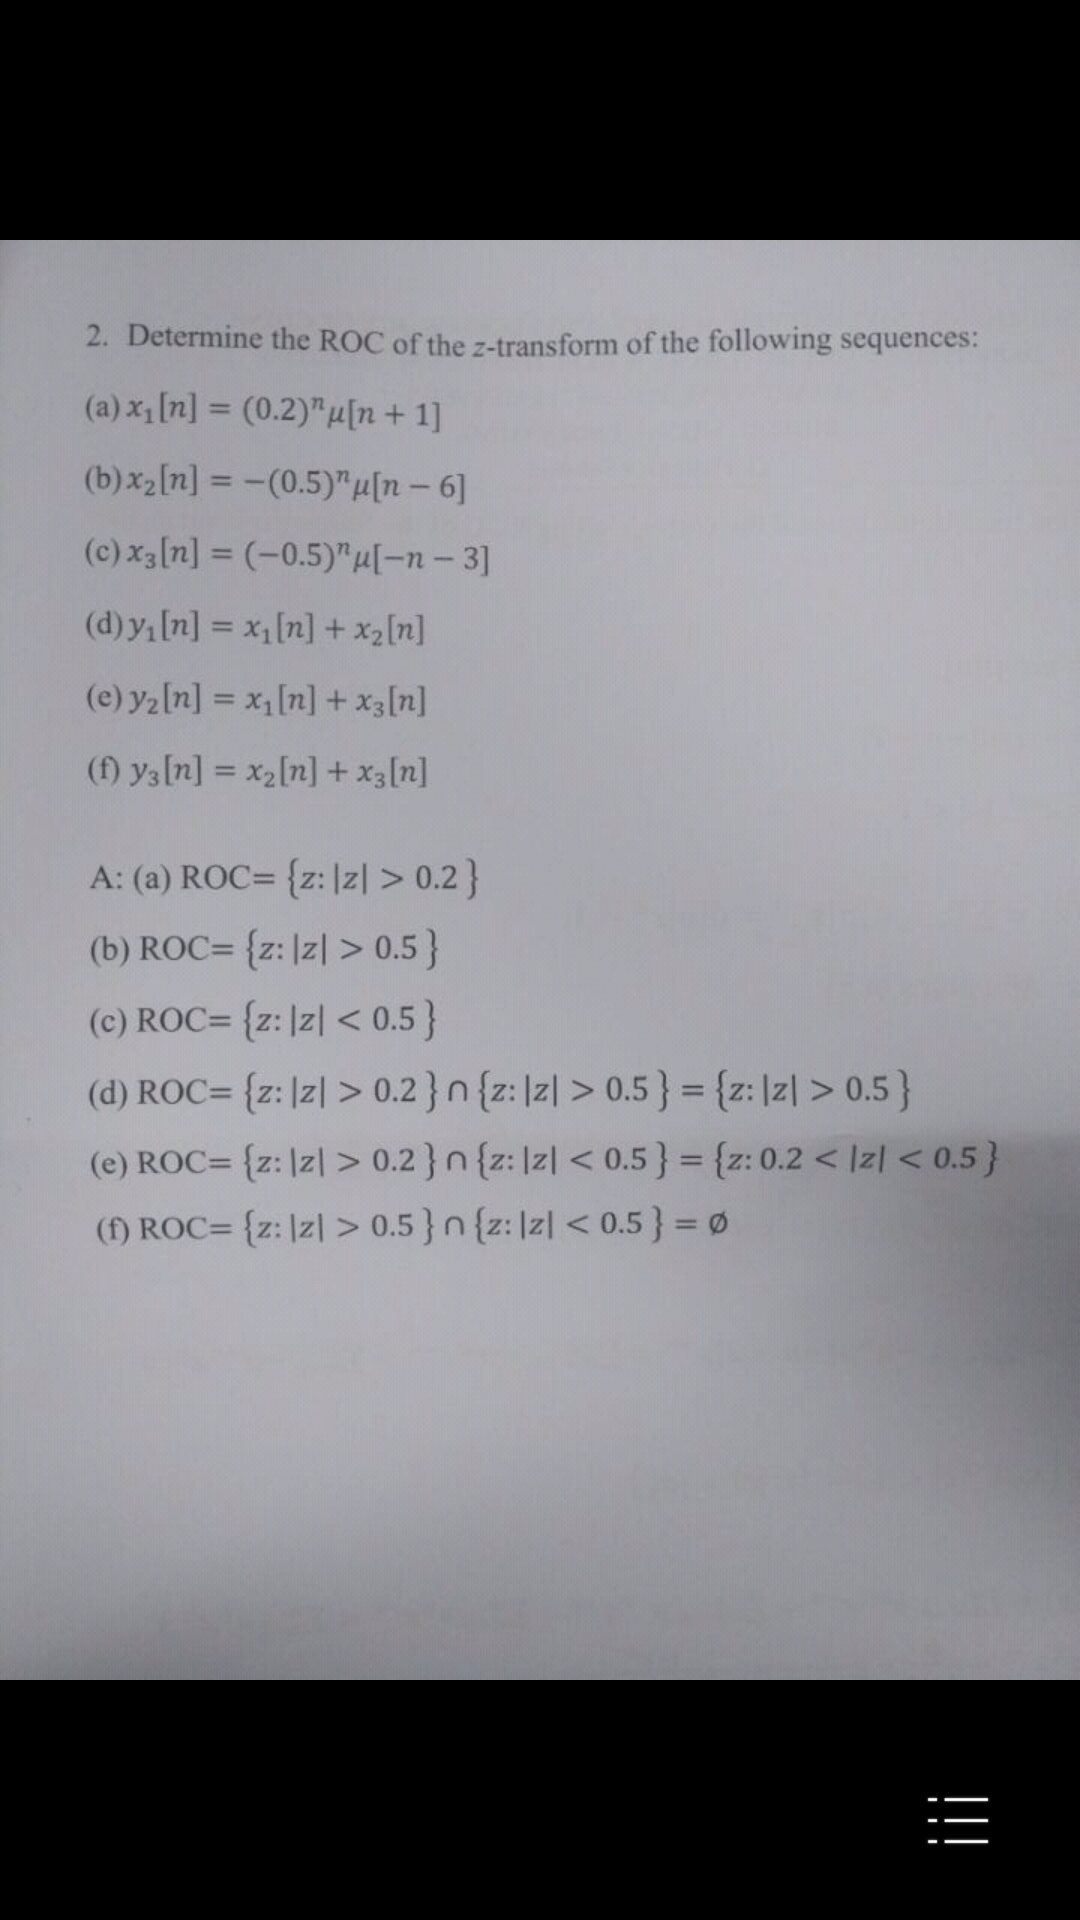 2. Determine the ROC of the z-transform of the following sequences:
(a) x₁[n] = (0.2)ⁿμ[n + 1]
(b) x₂[n] = −(0.5)ⁿμ[n − 6]
(c) x₃[n] = (−0.5)ⁿμ[−n − 3]
(d) y₁[n] = x₁[n] + x₂[n]
(e) y₂[n] = x₁[n] + x₃[n]
(f) y₃[n] = x₂[n] + x₃[n]
A: (a) ROC= {z: |z| > 0.2 }
(b) ROC= {z: |z| > 0.5 }
(c) ROC= {z: |z| < 0.5 }
(d) ROC= {z: |z| > 0.2 } ∩ {z: |z| > 0.5 } = {z: |z| > 0.5 }
(e) ROC= {z: |z| > 0.2 } ∩ {z: |z| < 0.5 } = {z: 0.2 < |z| < 0.5 }
(f) ROC= {z: |z| > 0.5 } ∩ {z: |z| < 0.5 } = ∅